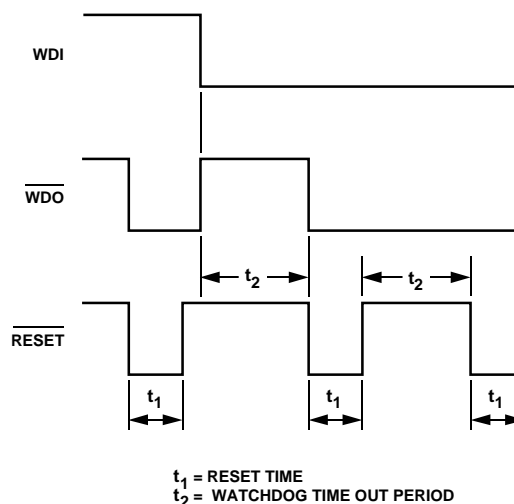 WDI
WDO
t2
t2
RESET
t1
t1
t1
t1 = RESET TIME
t2 = WATCHDOG TIME OUT PERIOD